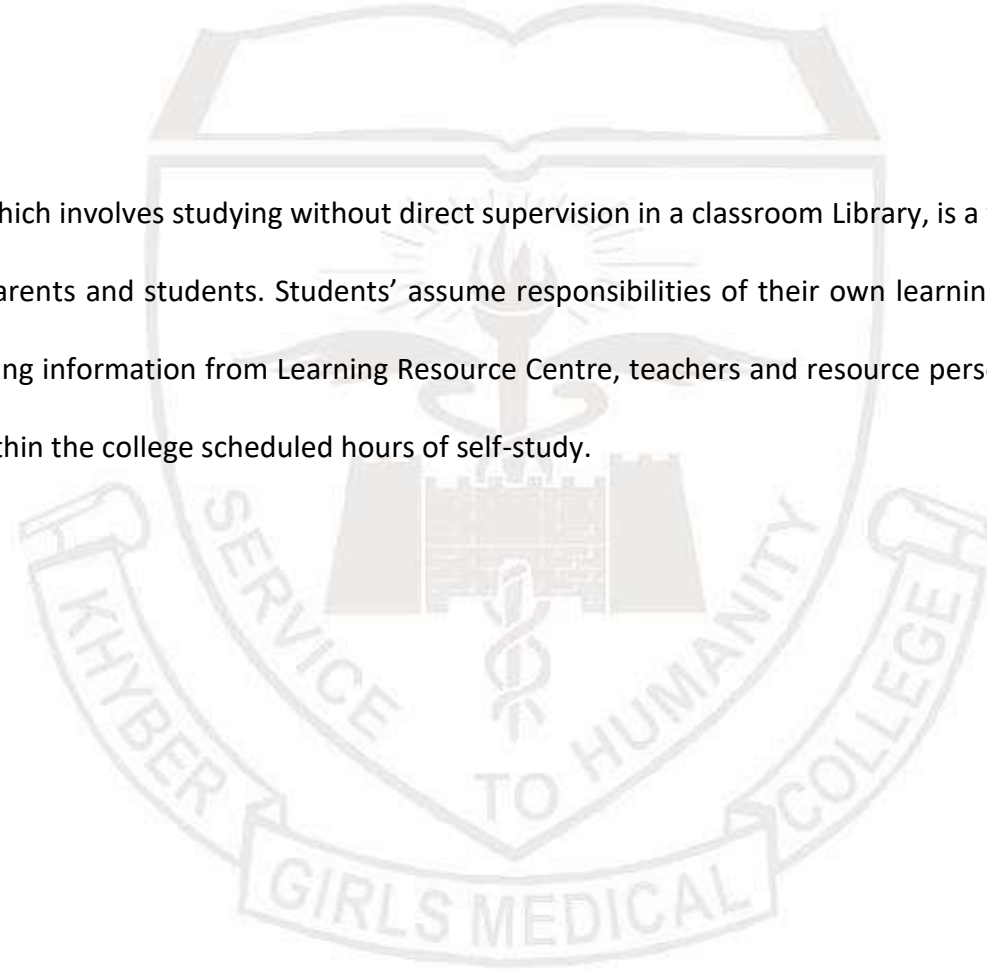 hich involves studying without direct supervision in a classroom Library, is a
arents and students. Students’ assume responsibilities of their own learnin
ng information from Learning Resource Centre, teachers and resource pers
thin the college scheduled hours of self-study.
SERVICE TO HUMANITY
KHYBER GIRLS MEDICAL COLLEGE